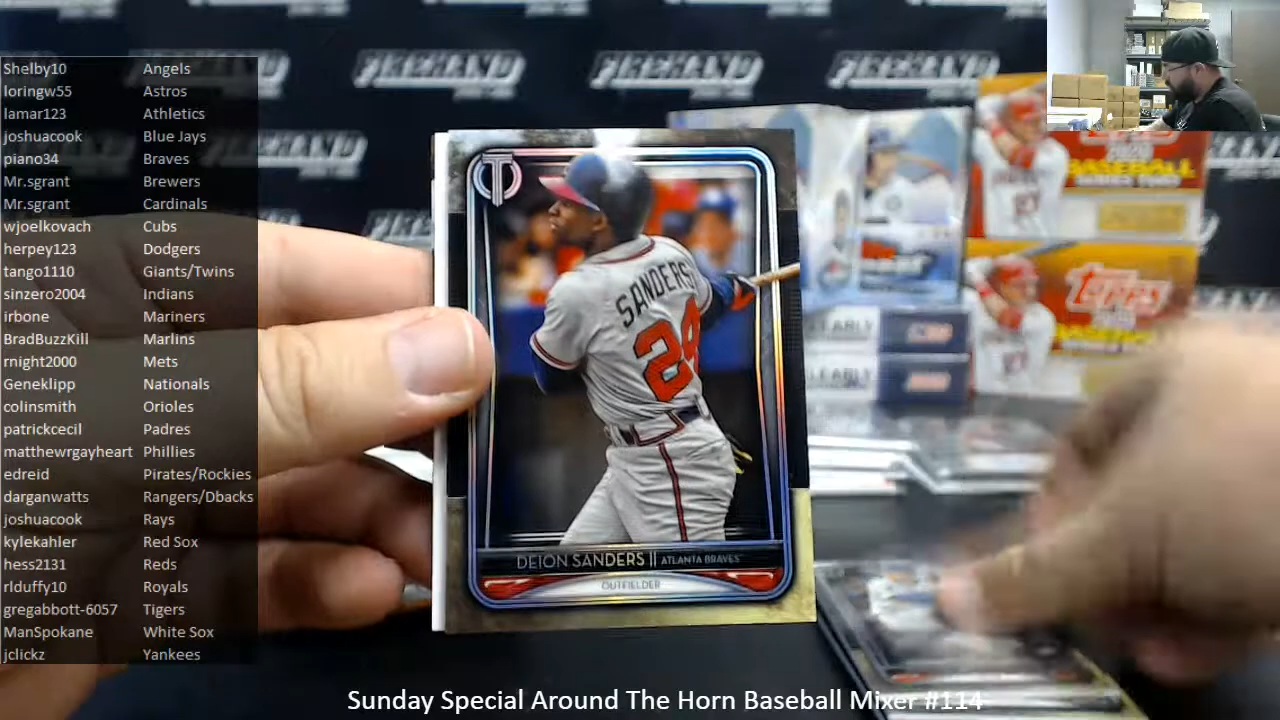 Shelby10 Angels
loringw55 Astros
lamar123 Athletics
joshuacook Blue Jays
piano34 Braves
Mr.sgrant Brewers
Mr.sgrant Cardinals
wjoelkovach Cubs
herpey123 Dodgers
tango1110 Giants/Twins
sinzero2004 Indians
irbone Mariners
BradBuzzKill Marlins
rnight2000 Mets
Geneklipp Nationals
colinsmith Orioles
patrickcecil Padres
matthewrgayheart Phillies
edreid Pirates/Rockies
darganwatts Rangers/Dbacks
joshuacook Rays
kylekahler Red Sox
hess2131 Reds
rlduffy10 Royals
gregabbott-6057 Tigers
ManSpokane White Sox
jclickz Yankees
FIREHAND FIREHAND FIREHAND
SANDERS
24
DEION SANDERS || ATLANTA BRAVES
OUTFIELDER
BASEBALL
TOPPS
Sunday Special Around The Horn Baseball Mixer #114